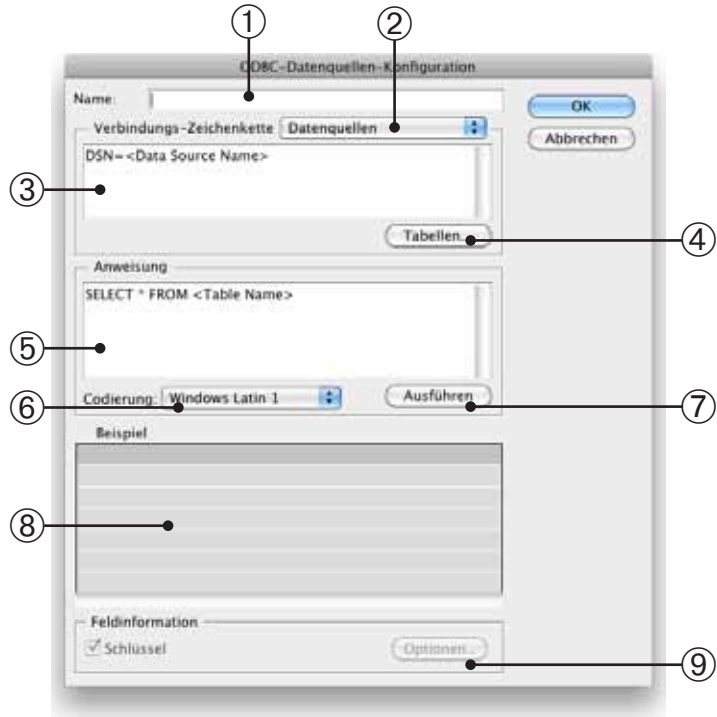 ① ②
ODBC-Datenquellen-Konfiguration
Name:
OK
Verbindungs-Zeichenkette Datenquellen
Abbrechen
DSN=<Data Source Name>
③
Tabellen...
④
Anweisung
SELECT * FROM <Table Name>
⑤
Codierung: Windows Latin 1 Ausführen
⑥ ⑦
Beispiel
⑧
Feldinformation
Schlüssel Optionen...
⑨